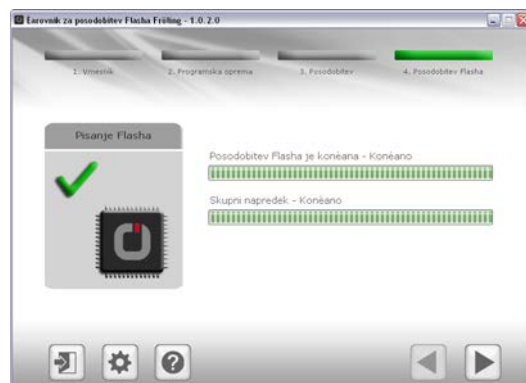 Earovnik za posodobitev Flasha Fröling - 1.0.2.0
1. Vmesnik
2. Programska oprema
3. Posodobitev
4. Posodobitev Flasha
Pisanje Flasha
Posodobitev Flasha je konèana - Konèano
Skupni napredek - Konèano